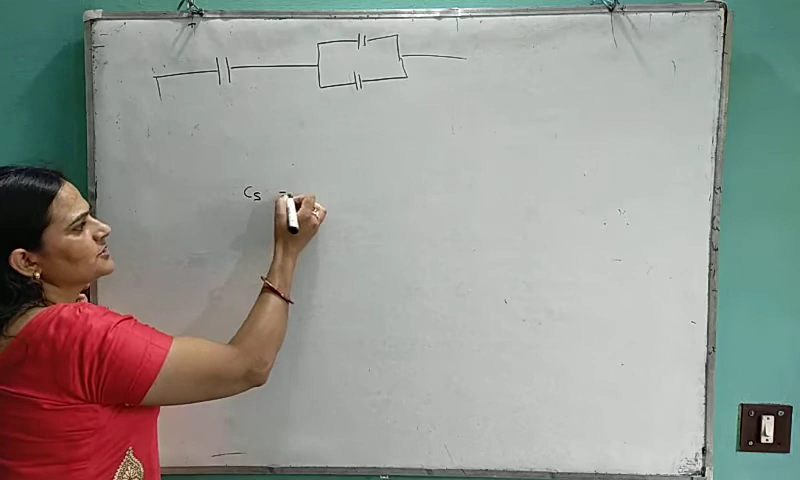 Cs =